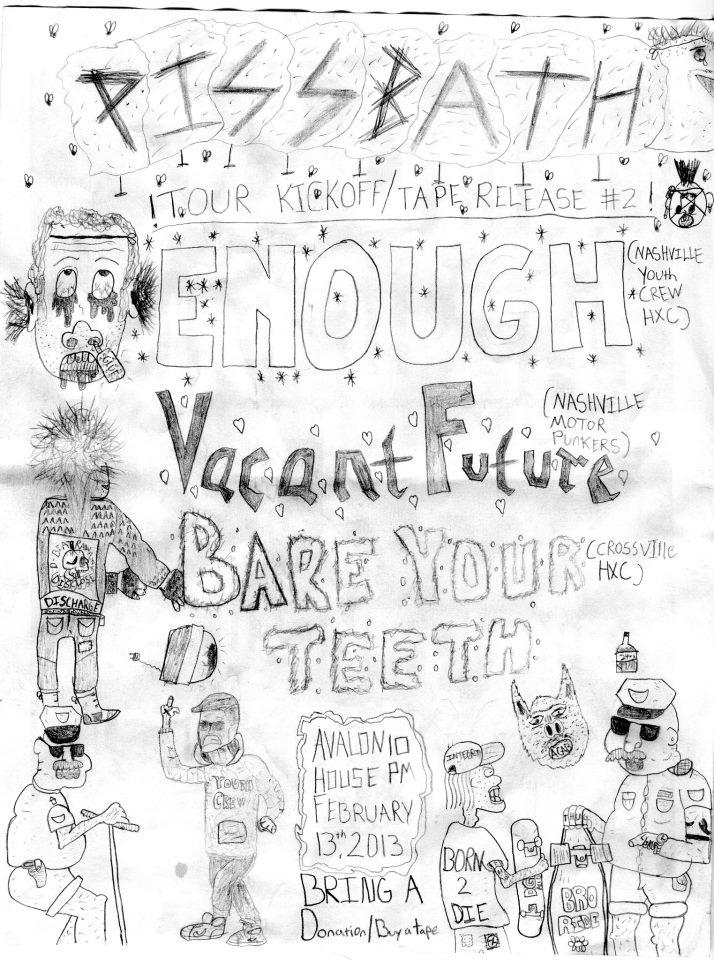 PISSBATH
!TOUR KICKOFF/TAPE RELEASE #2!
ENOUGH
(NASHVILLE
YOUTH
CREW
HXC)
GLUE
VACANT FUTURE
(NASHVILLE
MOTOR
PUNKERS)
BARE YOUR
TEETH
(CROSSVILLE
HXC)
DISCHARGE
YOUTH
CREW
AVALON 10
HOUSE PM
FEBRUARY
13th, 2013
BRING A
Donation/Buy a tape
INTEGRITY
BORN
2
DIE
ACAB
BRO
RIDE